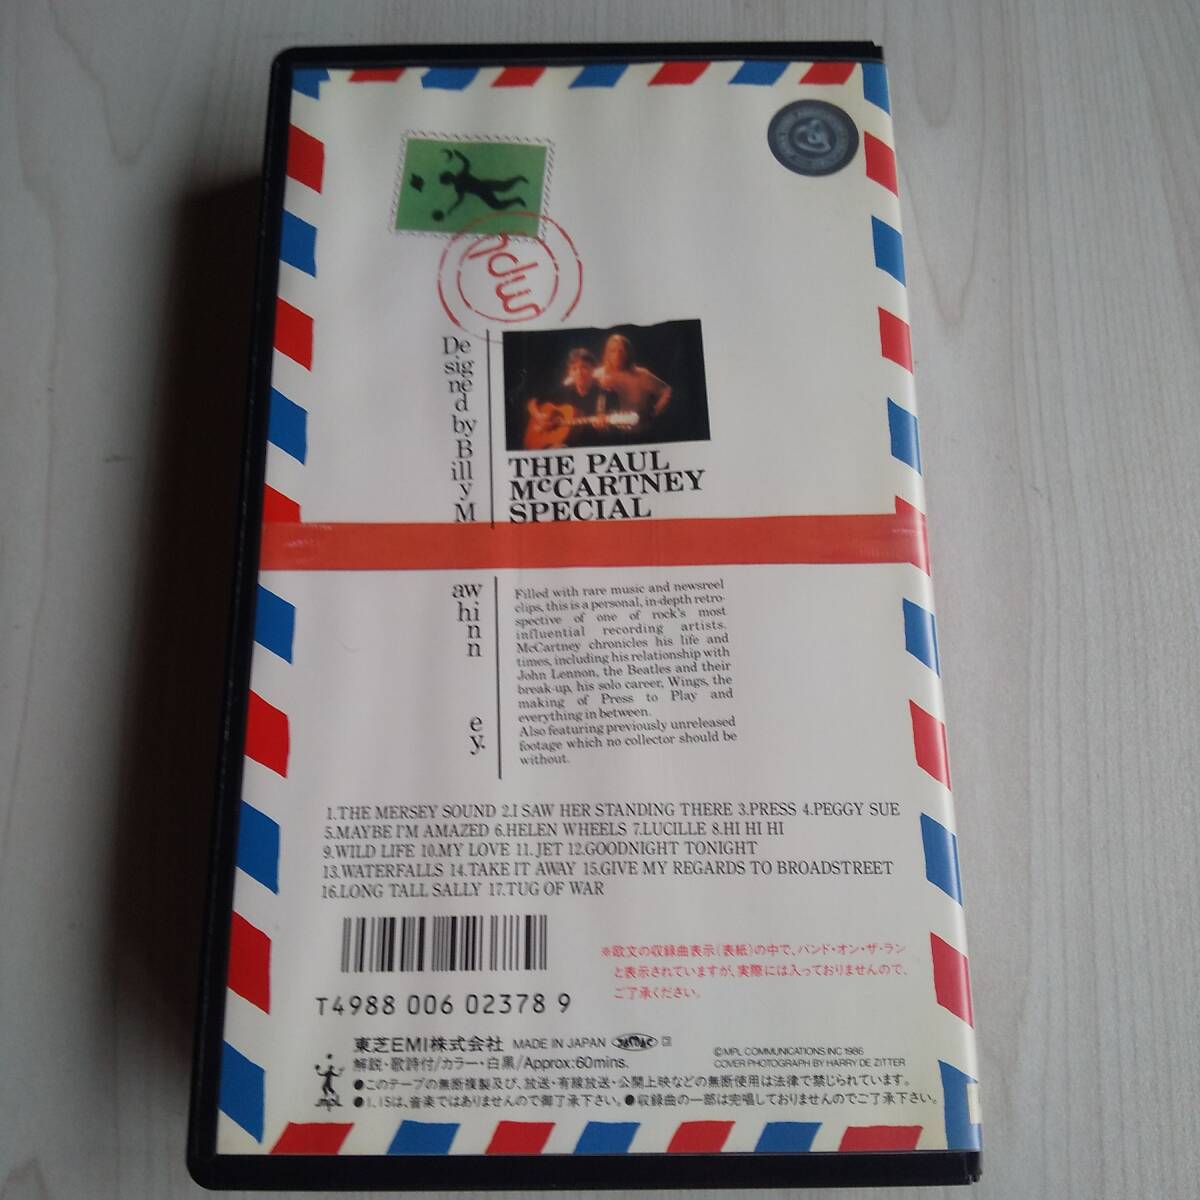 mpl
De
sig
ne
d
by
B
ill
y
M
aw
hi
n
n
e
y.
THE PAUL
McCARTNEY
SPECIAL
Filled with rare music and newsreel
clips, this is a personal, in-depth retro-
spective of one of rock's most
influential recording artists.
McCartney chronicles his life and
times, including his relationship with
John Lennon, the Beatles and their
break-up, his solo career, Wings, the
making of Press to Play and
everything in between.
Also featuring previously unreleased
footage which no collector should be
without.
1.THE MERSEY SOUND 2.I SAW HER STANDING THERE 3.PRESS 4.PEGGY SUE
5.MAYBE I'M AMAZED 6.HELEN WHEELS 7.LUCILLE 8.HI HI HI
9.WILD LIFE 10.MY LOVE 11.JET 12.GOODNIGHT TONIGHT
13.WATERFALLS 14.TAKE IT AWAY 15.GIVE MY REGARDS TO BROADSTREET
16.LONG TALL SALLY 17.TUG OF WAR
※欧文の収録曲表示(表紙)の中で、バンド・オン・ザ・ラン
と表示されていますが、実際には入っておりませんので、
ご了承ください。
T4988 006 02378 9
東芝EMI株式会社 MADE IN JAPAN JASRAC
解説・歌詩付/カラー・白黒/Approx:60mins.
©MPL COMMUNICATIONS INC 1986
COVER PHOTOGRAPH BY HARRY DE ZITTER
●このテープの無断複製及び、放送・有線放送・公開上映などの無断使用は法律で禁じられています。
●1.15は、音楽ではありませんので御了承下さい。●収録曲の一部は完唱しておりませんのでご了承下さい。
mpl